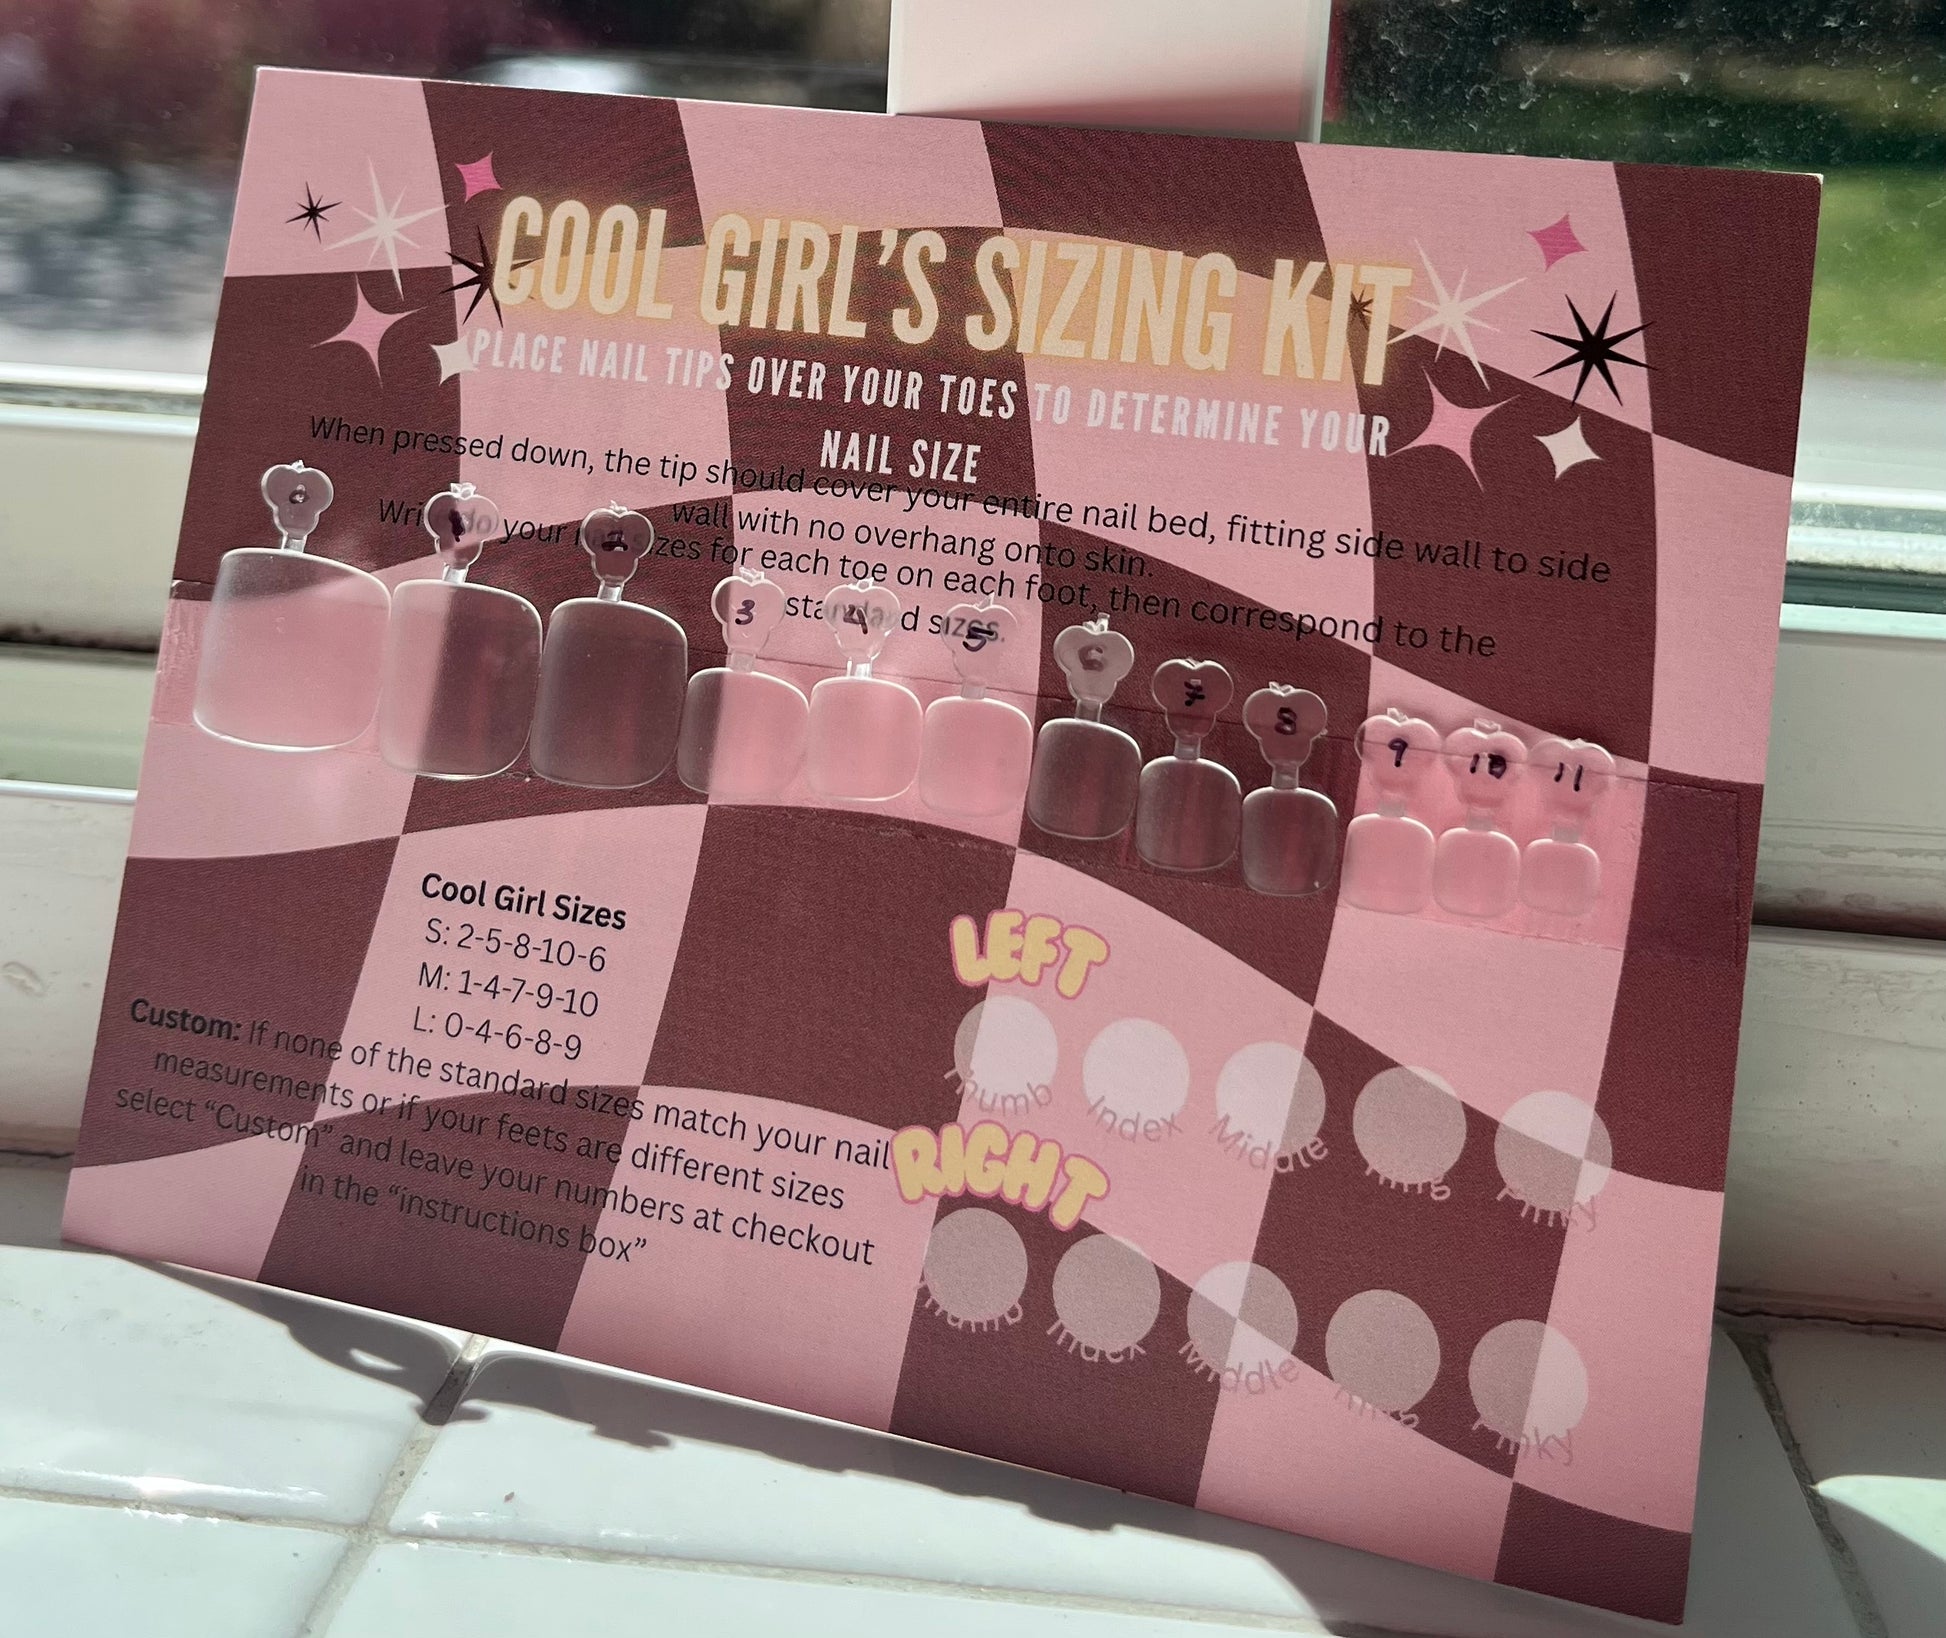 COOL GIRL'S SIZING KIT
PLACE NAIL TIPS OVER YOUR TOES TO DETERMINE YOUR
NAIL SIZE
When pressed down, the tip should cover your entire nail bed, fitting side wall to side
wall with no overhang onto skin.
your sizes for each toe on each foot, then correspond to the
standard sizes.
0 1 2 3 4 5 6 7 8 9 10 11
Cool Girl Sizes
S: 2-5-8-10-6
M: 1-4-7-9-10
L: 0-4-6-8-9
Custom: If none of the standard sizes match your nail
measurements or if your feets are different sizes
select “Custom” and leave your numbers at checkout
in the “instructions box”
LEFT
Thumb Index Middle Ring Pinky
RIGHT
Thumb Index Middle Ring Pinky